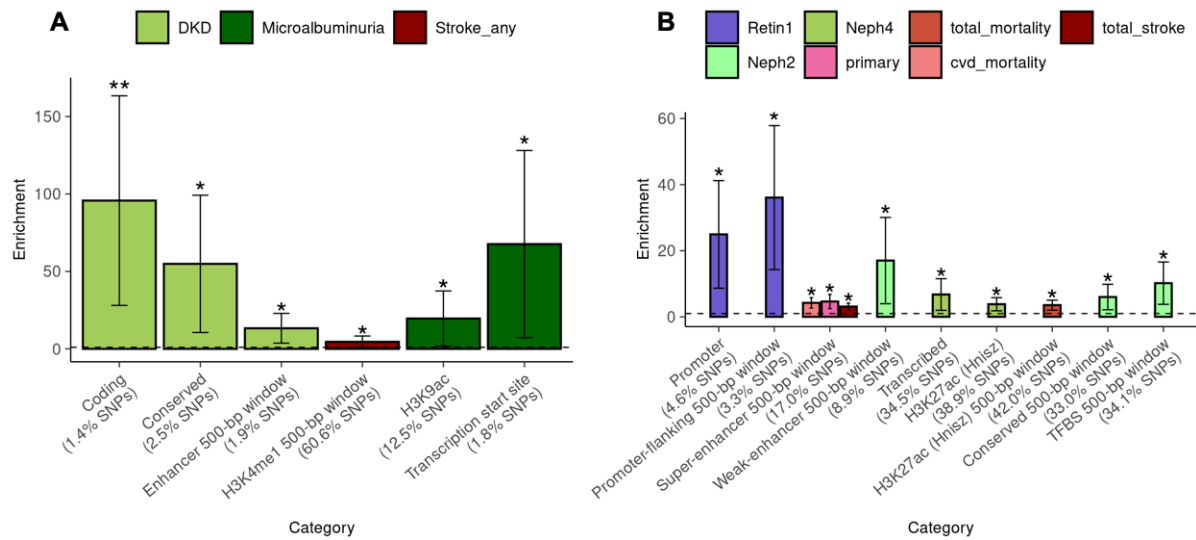 A
DKD
Microalbuminuria
Stroke_any
Enrichment
150
100
50
0
**
*
*
*
*
*
Coding
(1.4% SNPs)
Conserved
(2.5% SNPs)
Enhancer 500-bp window
(1.9% SNPs)
H3K4me1 500-bp window
(60.6% SNPs)
H3K9ac
(12.5% SNPs)
Transcription start site
(1.8% SNPs)
Category
B
Retin1
Neph4
total_mortality
total_stroke
Neph2
primary
cvd_mortality
Enrichment
60
40
20
0
*
*
*
*
*
*
*
*
*
*
*
Promoter
(4.6% SNPs)
Promoter-flanking 500-bp window
(3.3% SNPs)
Super-enhancer 500-bp window
(17.0% SNPs)
Weak-enhancer 500-bp window
(8.9% SNPs)
Transcribed
(34.5% SNPs)
H3K27ac (Hnisz)
(38.9% SNPs)
H3K27ac (Hnisz) 500-bp window
(42.0% SNPs)
Conserved 500-bp window
(33.0% SNPs)
TFBS 500-bp window
(34.1% SNPs)
Category